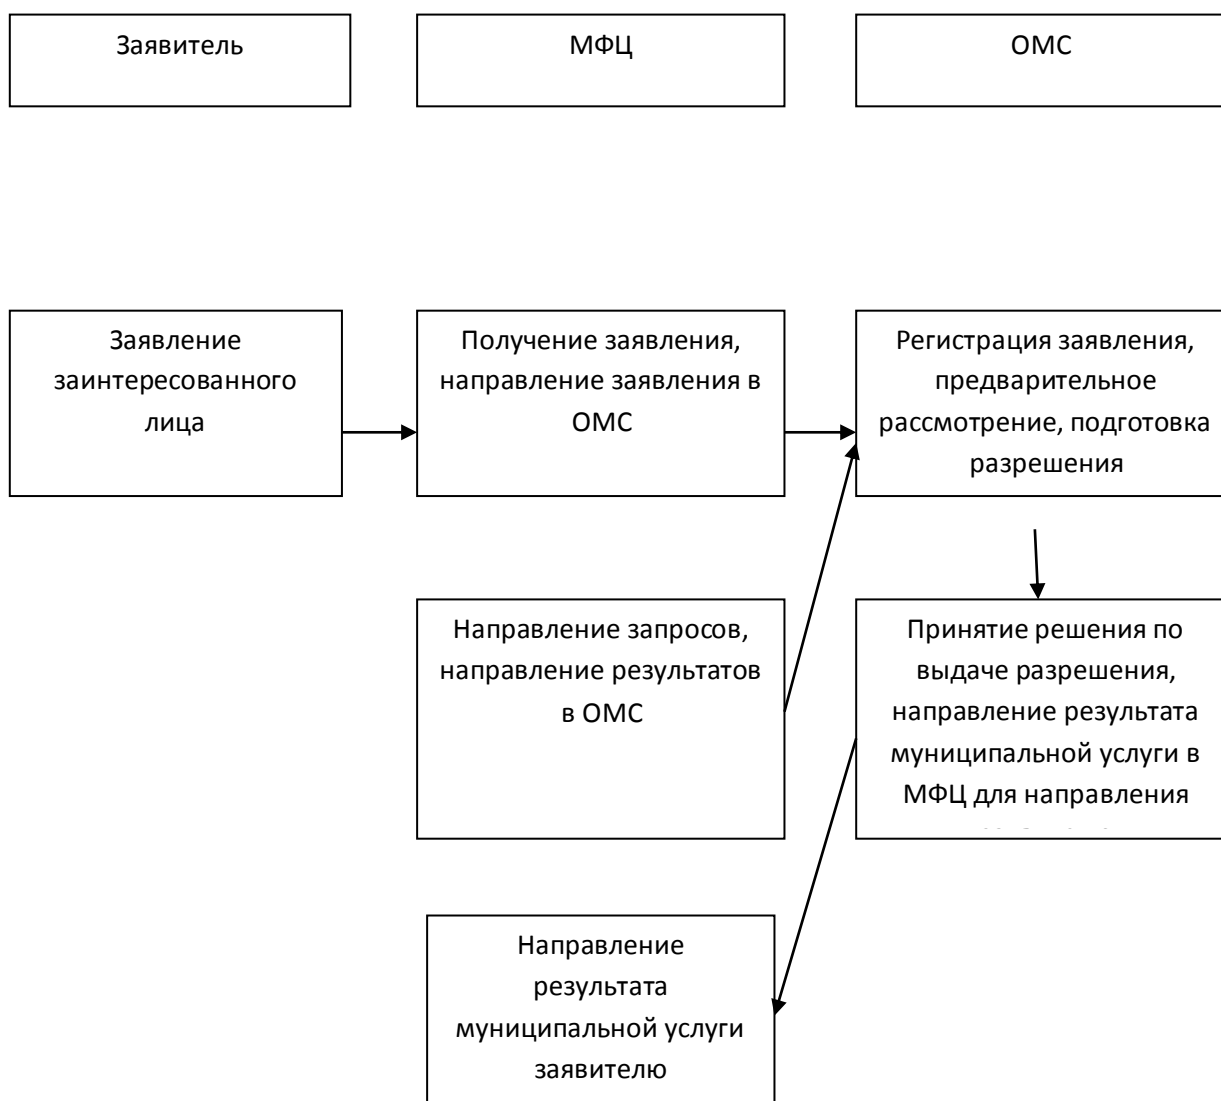 Заявитель
МФЦ
ОМС
Заявление
заинтересованного
лица
Получение заявления,
направление заявления в
ОМС
Регистрация заявления,
предварительное
рассмотрение, подготовка
разрешения
Направление запросов,
направление результатов
в ОМС
Принятие решения по
выдаче разрешения,
направление результата
муниципальной услуги в
МФЦ для направления
Направление
результата
муниципальной услуги
заявителю